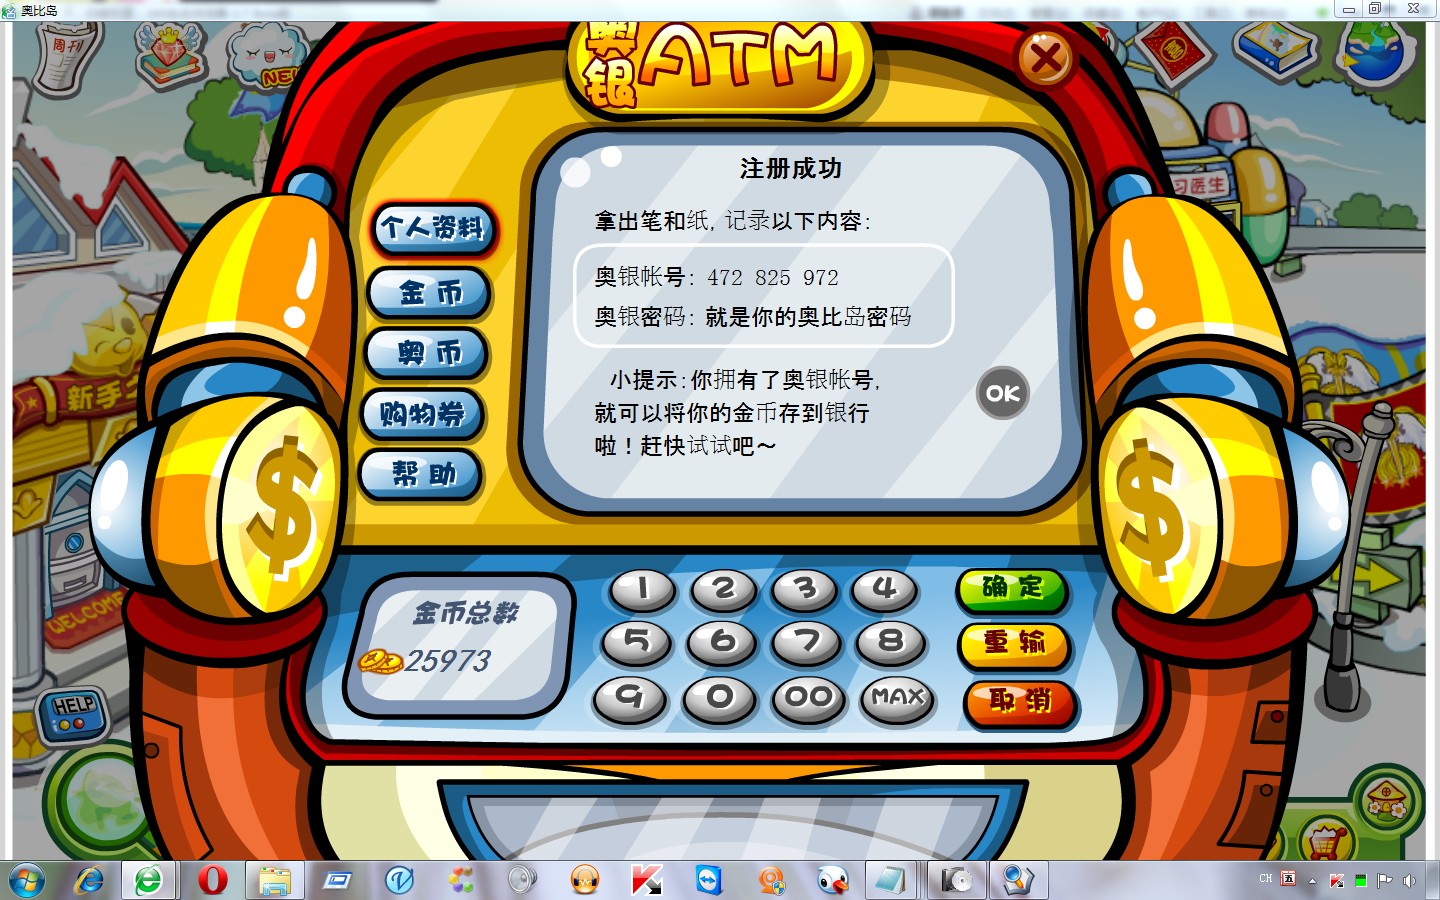 奥比岛
周刊
NEW
奥银 ATM
习医生
注册成功
拿出笔和纸, 记录以下内容:
奥银帐号: 472 825 972
奥银密码: 就是你的奥比岛密码
小提示:你拥有了奥银帐号,
就可以将你的金币存到银行
啦！赶快试试吧～
OK
个人资料
金币
奥币
购物券
帮助
新手之
WELCOME
金币总数
25973
1 2 3 4 确定
5 6 7 8 重输
9 0 00 MAX 取消
HELP
CH 五